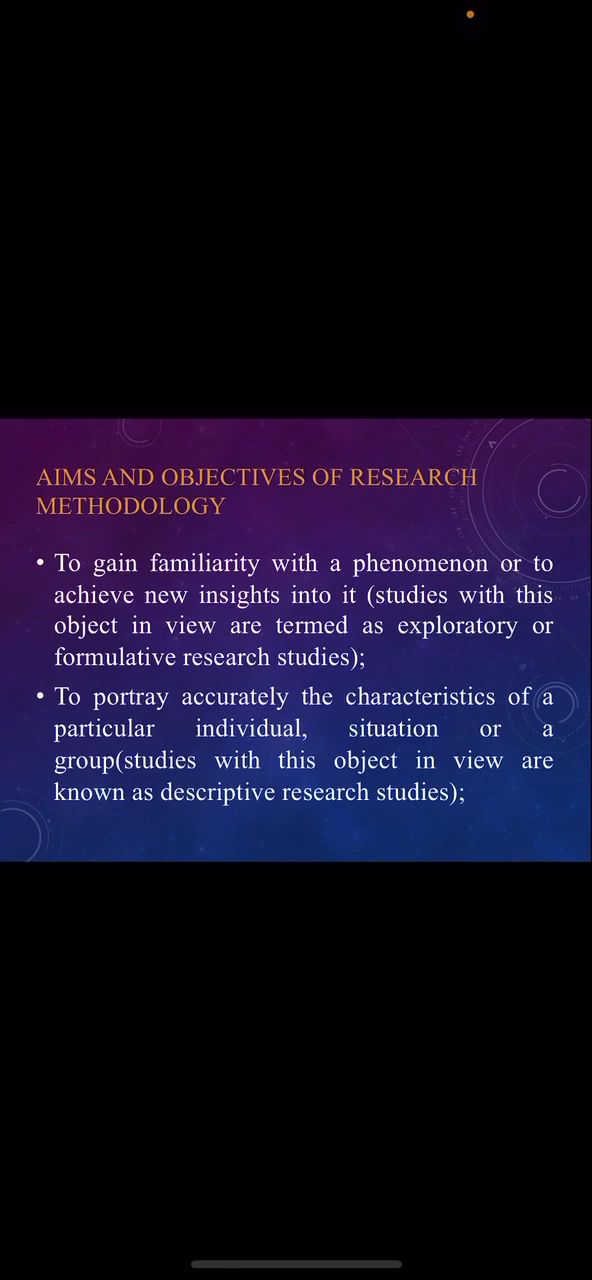 AIMS AND OBJECTIVES OF RESEARCH
METHODOLOGY
• To gain familiarity with a phenomenon or to
achieve new insights into it (studies with this
object in view are termed as exploratory or
formulative research studies);
• To portray accurately the characteristics of a
particular individual, situation or a
group(studies with this object in view are
known as descriptive research studies);